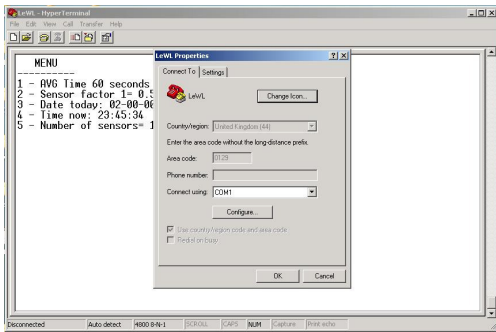 LeWL - HyperTerminal
File Edit View Call Transfer Help
MENU
----------
1 - AVG Time 60 seconds
2 - Sensor factor 1= 0.5
3 - Date today: 02-00-00
4 - Time now: 23:45:34
5 - Number of sensors= 1
LeWL Properties
Connect To Settings
LeWL
Change Icon...
Country/region: United Kingdom (44)
Enter the area code without the long-distance prefix.
Area code: 0129
Phone number:
Connect using: COM1
Configure...
Use country/region code and area code
Redial on busy
OK Cancel
Disconnected Auto detect 4800 8-N-1 SCROLL CAPS NUM Capture Print echo